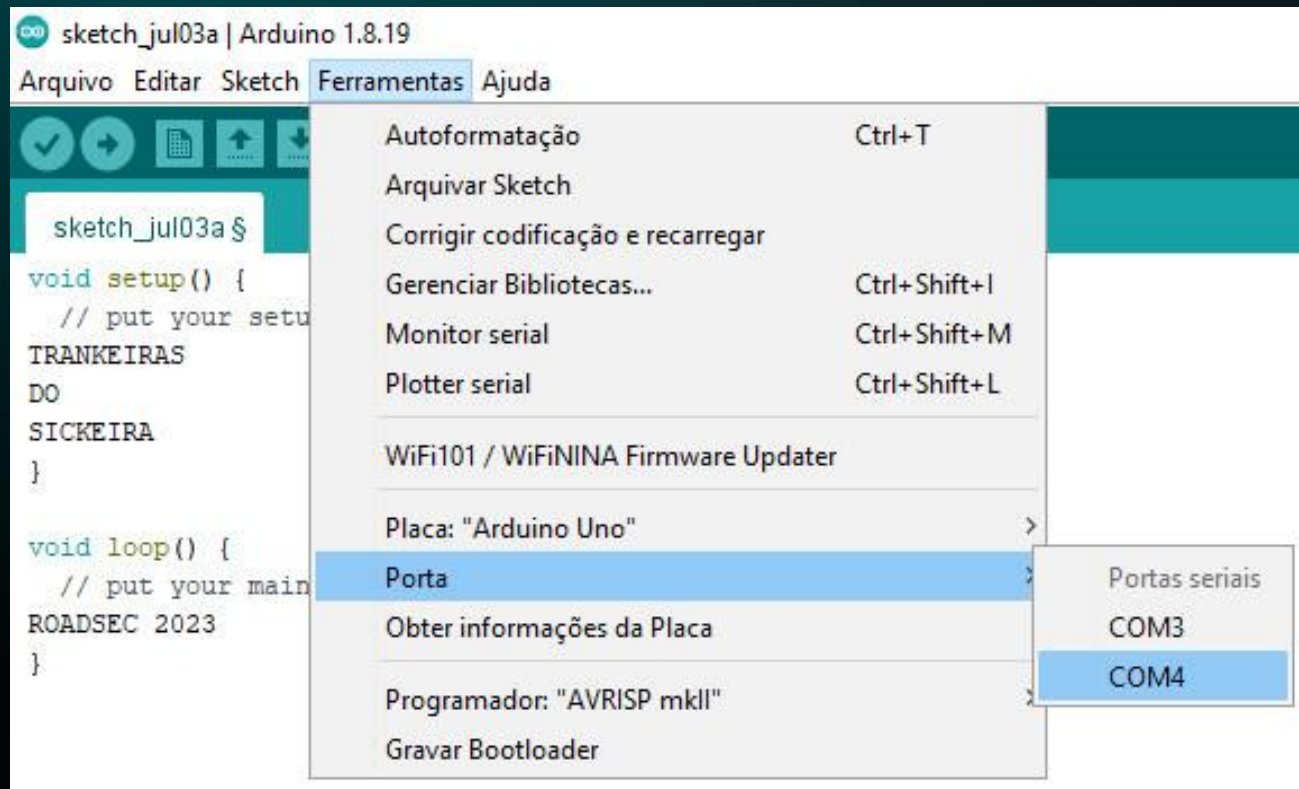 sketch_jul03a | Arduino 1.8.19
Arquivo Editar Sketch Ferramentas Ajuda
sketch_jul03a §
void setup() {
// put your setu
TRANKEIRAS
DO
SICKEIRA
}
void loop() {
// put your main
ROADSEC 2023
}
Autoformatação Ctrl+T
Arquivar Sketch
Corrigir codificação e recarregar
Gerenciar Bibliotecas... Ctrl+Shift+I
Monitor serial Ctrl+Shift+M
Plotter serial Ctrl+Shift+L
WiFi101 / WiFiNINA Firmware Updater
Placa: "Arduino Uno"
Porta
Obter informações da Placa
Programador: "AVRISP mkII"
Gravar Bootloader
Portas seriais
COM3
COM4